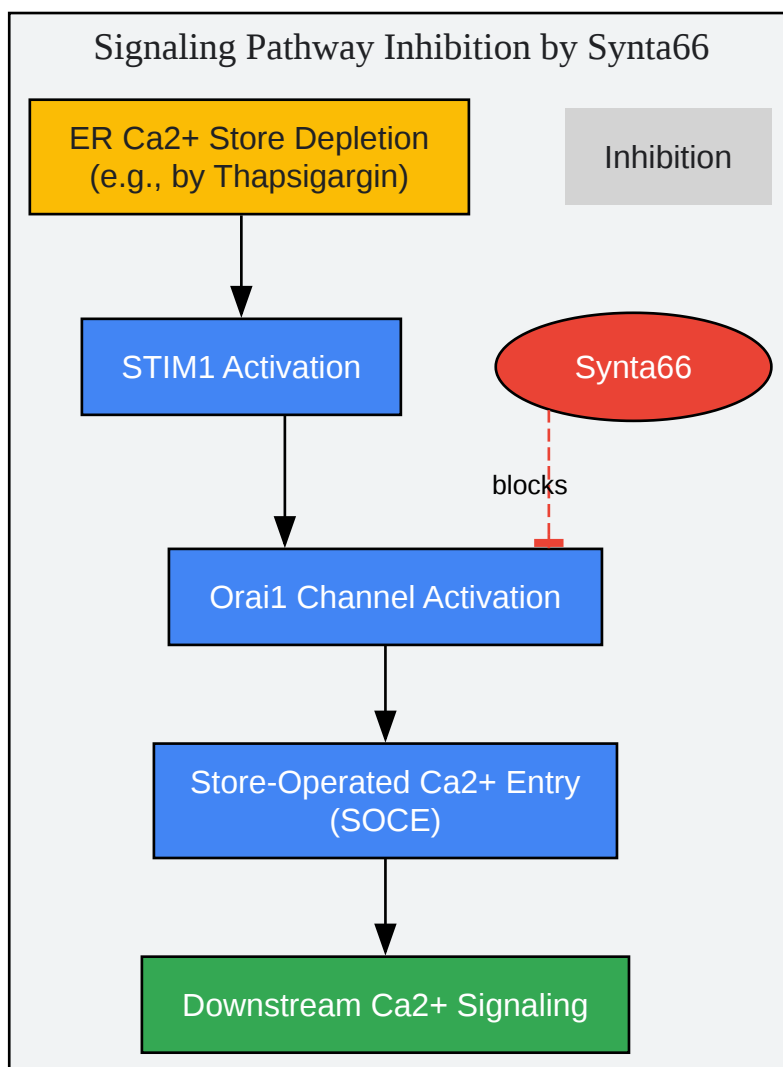 Signaling Pathway Inhibition by Synta66
ER Ca2+ Store Depletion
(e.g., by Thapsigargin)
Inhibition
STIM1 Activation
Synta66
blocks
Orai1 Channel Activation
Store-Operated Ca2+ Entry
(SOCE)
Downstream Ca2+ Signaling